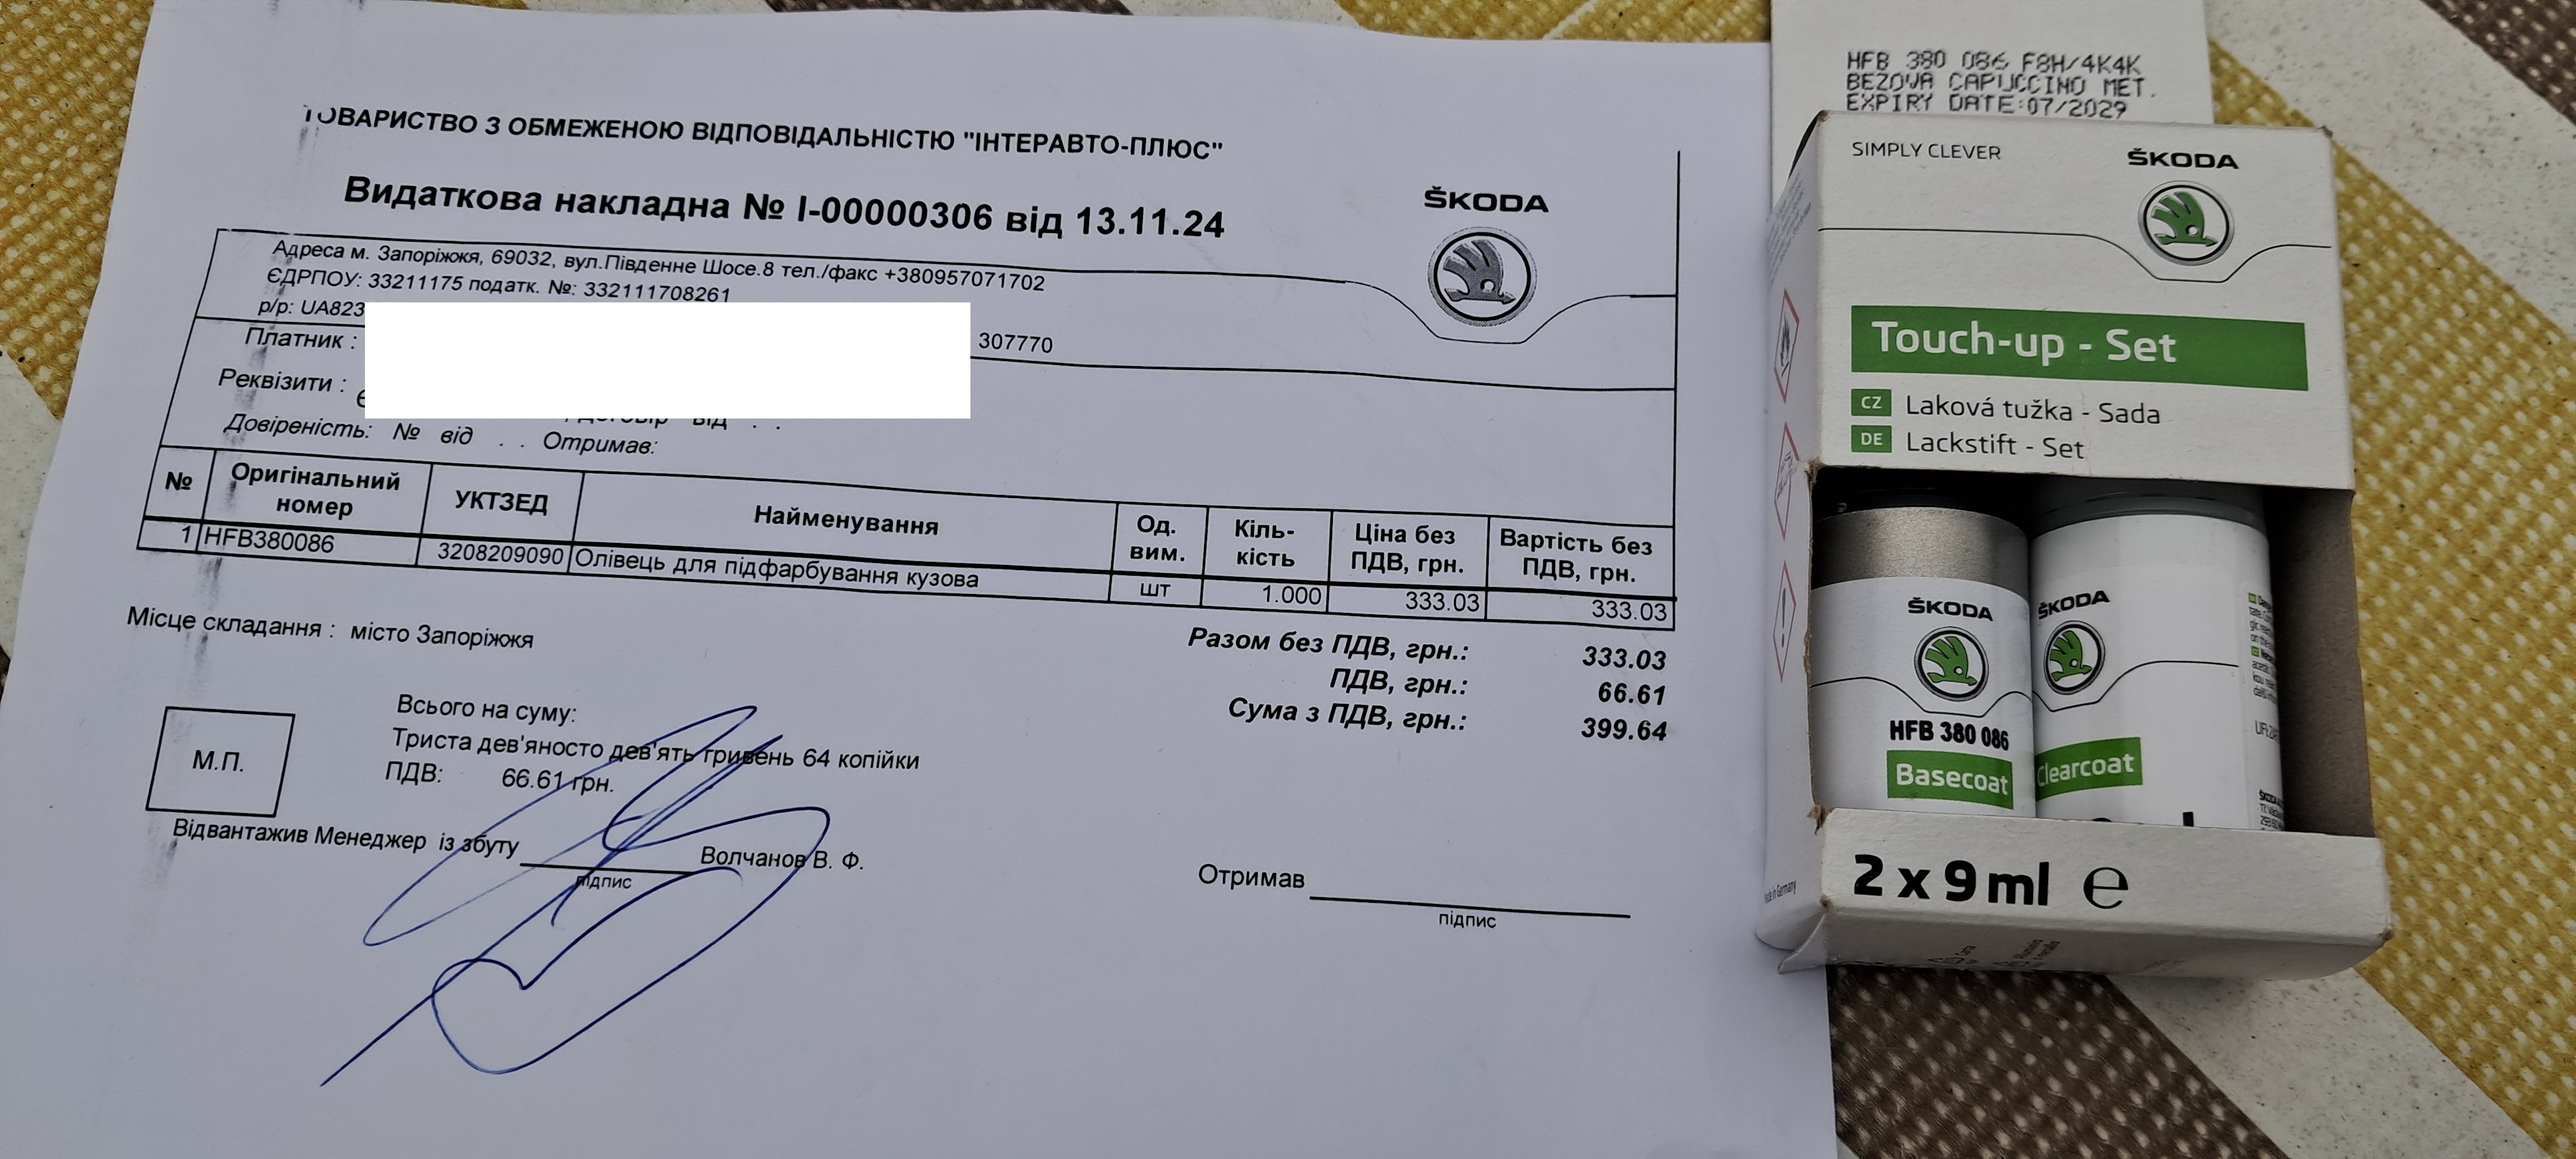 ТОВАРИСТВО З ОБМЕЖЕНОЮ ВІДПОВІДАЛЬНІСТЮ "ІНТЕРАВТО-ПЛЮС"
Видаткова накладна № І-00000306 від 13.11.24
ŠKODA
Адреса м. Запоріжжя, 69032, вул.Південне Шосе.8 тел./факс +380957071702
ЄДРПОУ: 33211175 податк. №: 332111708261
р/р: UA823
Платник : 307770
Реквізити :
від . .
Довіреність: № від . . Отримав:
№ Оригінальний номер УКТЗЕД Найменування Од. вим. Кіль-кість Ціна без ПДВ, грн. Вартість без ПДВ, грн.
1 HFB380086 3208209090 Олівець для підфарбування кузова шт 1.000 333.03 333.03
Місце складання : місто Запоріжжя
Разом без ПДВ, грн.: 333.03
ПДВ, грн.: 66.61
Сума з ПДВ, грн.: 399.64
Всього на суму:
Триста дев'яносто дев'ять гривень 64 копійки
ПДВ: 66.61 грн.
М.П.
Відвантажив Менеджер із збуту Волчанов В. Ф.
підпис
Отримав
підпис
HFB 380 086 F8H/4K4K
BEZOVA CAPUCCINO MET.
EXPIRY DATE:07/2029
SIMPLY CLEVER ŠKODA
Touch-up - Set
CZ Laková tužka - Sada
DE Lackstift - Set
ŠKODA
HFB 380 086
Basecoat
ŠKODA
Clearcoat
Made in Germany
2 x 9 ml e